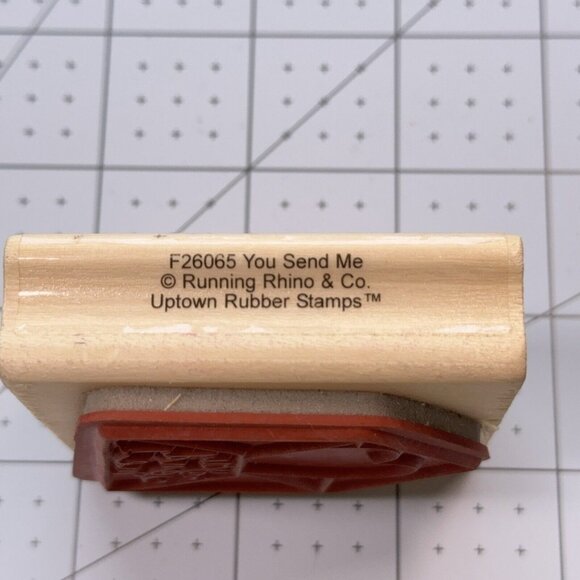 F26065 You Send Me
© Running Rhino & Co.
Uptown Rubber Stamps™